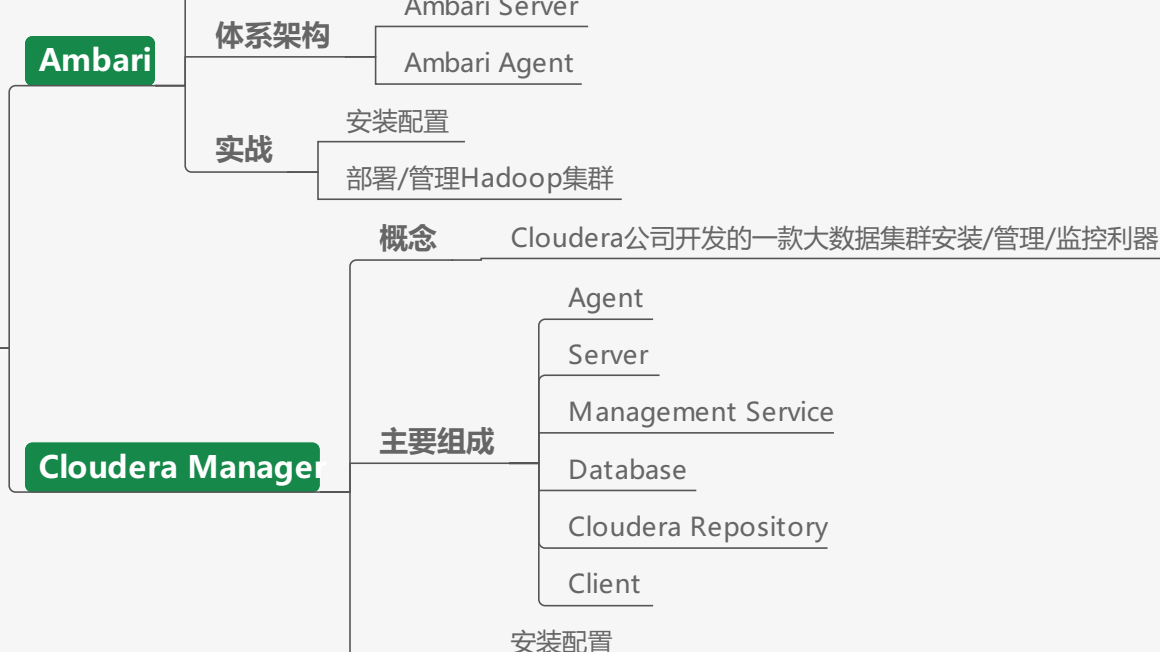 Ambari Server
体系架构
Ambari
Ambari Agent
安装配置
实战
部署/管理Hadoop集群
概念
Cloudera公司开发的一款大数据集群安装/管理/监控利器
Agent
Server
Management Service
主要组成
Cloudera Manager
Database
Cloudera Repository
Client
安装配置